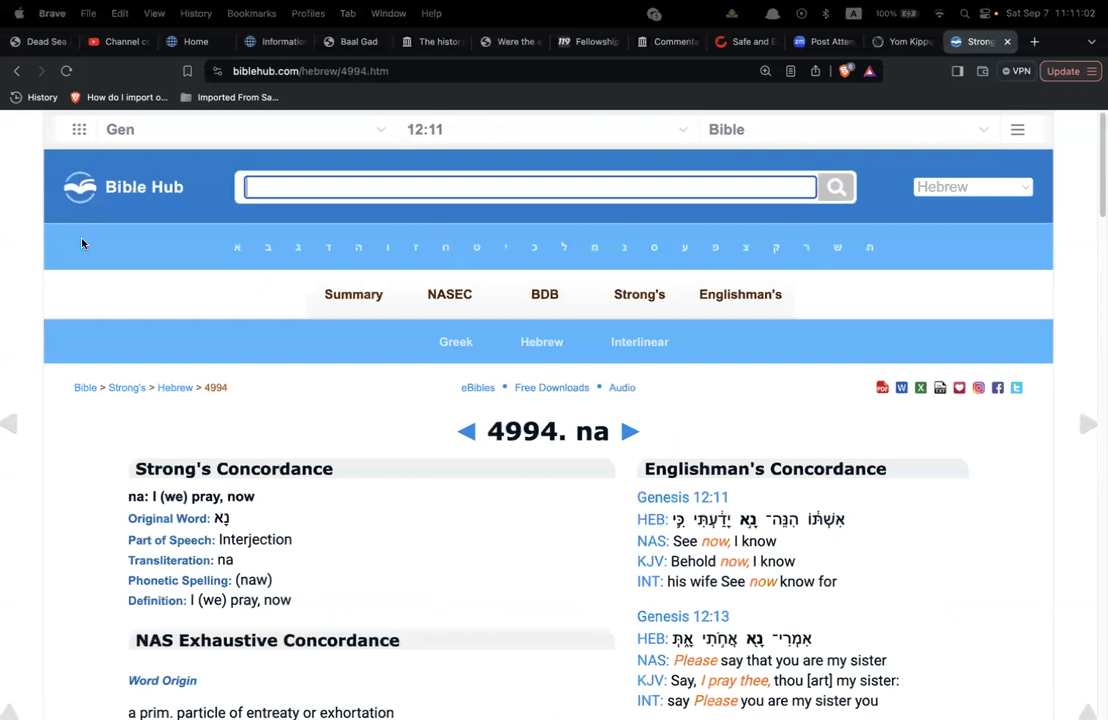 Brave File Edit View History Bookmarks Profiles Tab Window Help A 100% Sat Sep 7 11:11:02
Dead Sea Channel c Home Informatio Baal Gad The histor Were the e 119 Fellowship Commenta Safe and E Post Atten Yom Kippu Strong
biblehub.com/hebrew/4994.htm VPN Update
History How do I import o... Imported From Sa...
Gen 12:11 Bible
Bible Hub Hebrew
א ב ג ד ה ו ז ח ט י כ ל מ נ ס ע פ צ ק ר ש ת
Summary NASEC BDB Strong's Englishman's
Greek Hebrew Interlinear
Bible > Strong's > Hebrew > 4994 eBibles • Free Downloads • Audio
◄ 4994. na ►
Strong's Concordance
na: I (we) pray, now
Original Word: נָא
Part of Speech: Interjection
Transliteration: na
Phonetic Spelling: (naw)
Definition: I (we) pray, now
NAS Exhaustive Concordance
Word Origin
a prim. particle of entreaty or exhortation
Englishman's Concordance
Genesis 12:11
HEB: אִשְׁתּ֔וֹ הִנֵּה־ נָ֣א יָדַ֔עְתִּי כִּ֛י
NAS: See now, I know
KJV: Behold now, I know
INT: his wife See now know for
Genesis 12:13
HEB: אִמְרִי־ נָ֖א אֲחֹ֣תִי אָ֑תְּ
NAS: Please say that you are my sister
KJV: Say, I pray thee, thou [art] my sister:
INT: say Please you are my sister you